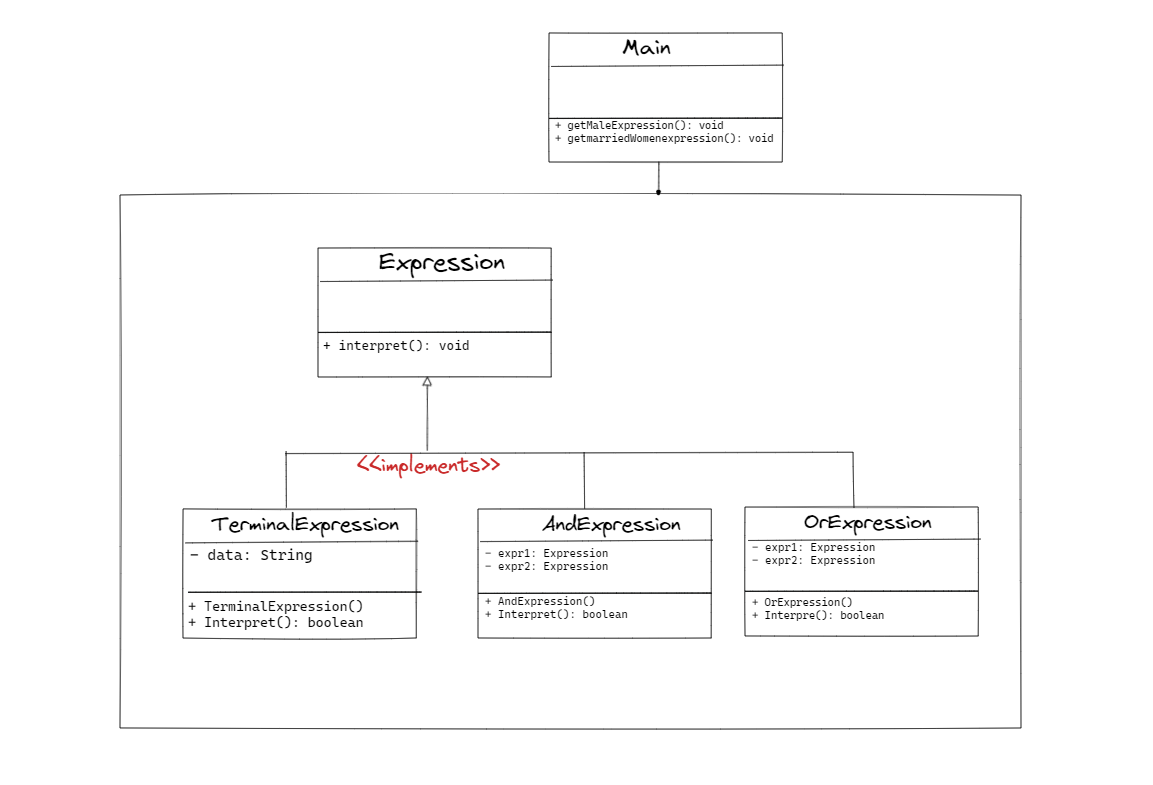 Main
+ getMaleExpression(): void
+ getmarriedWomenexpression(): void
Expression
+ interpret(): void
<<implements>>
TerminalExpression
- data: String
+ TerminalExpression()
+ Interpret(): boolean
AndExpression
- expr1: Expression
- expr2: Expression
+ AndExpression()
+ Interpret(): boolean
OrExpression
- expr1: Expression
- expr2: Expression
+ OrExpression()
+ Interpre(): boolean